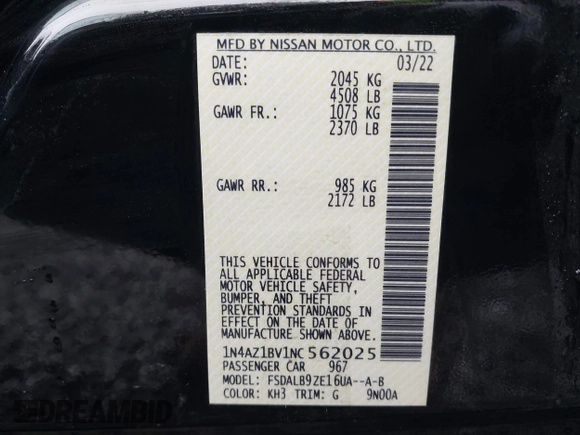 MFD BY NISSAN MOTOR CO., LTD.
DATE: 03/22
GVWR: 2045 KG
4508 LB
GAWR FR.: 1075 KG
2370 LB
GAWR RR.: 985 KG
2172 LB
THIS VEHICLE CONFORMS TO
ALL APPLICABLE FEDERAL
MOTOR VEHICLE SAFETY,
BUMPER, AND THEFT
PREVENTION STANDARDS IN
EFFECT ON THE DATE OF
MANUFACTURE SHOWN ABOVE.
1N4AZ1BV1NC562025
PASSENGER CAR 967
MODEL: FSDALB9ZE16UA--A-B
COLOR: KH3 TRIM: G 9N00A
DREAMBID